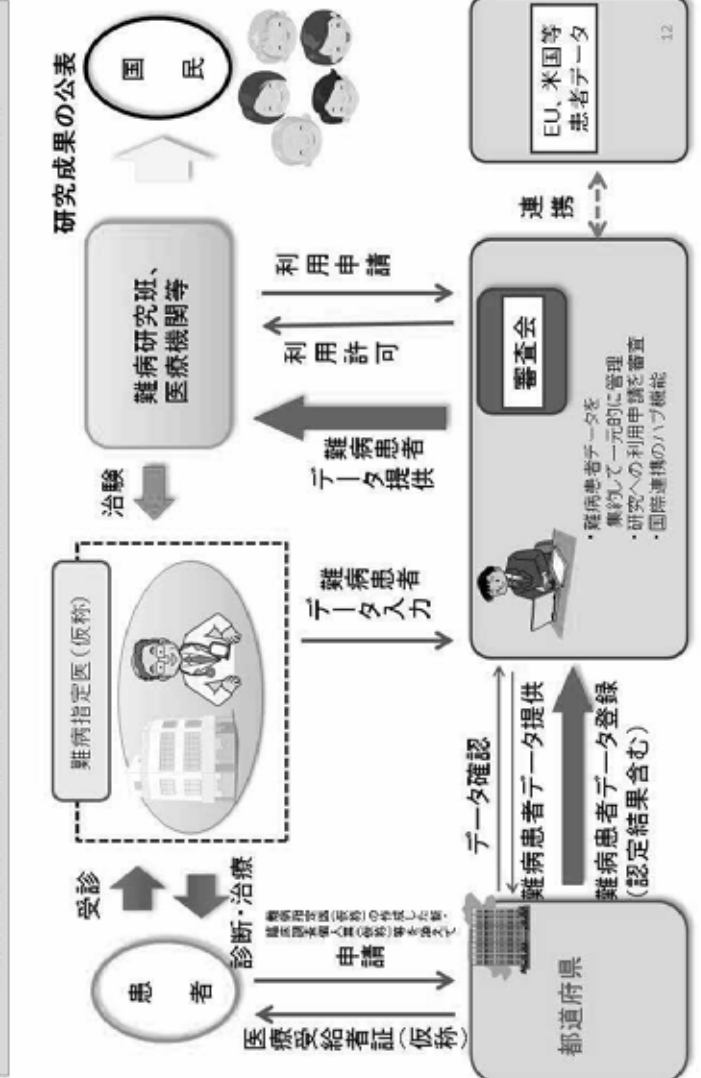 患者
受診
診断・治療
難病指定医(仮称)
治験
難病研究班、
医療機関等
研究成果の公表
国民
医療受給者証(仮称)
申請
難病患者
データ入力
難病患者
データ提供
利用許可
利用申請
都道府県
データ確認
難病患者データ提供
難病患者データ登録
(認定結果含む)
審査会
・難病患者データを
集約して一元的に管理
・研究への利用申請を審査
・国際連携のハブ機能
連携
EU、米国等
患者データ
12